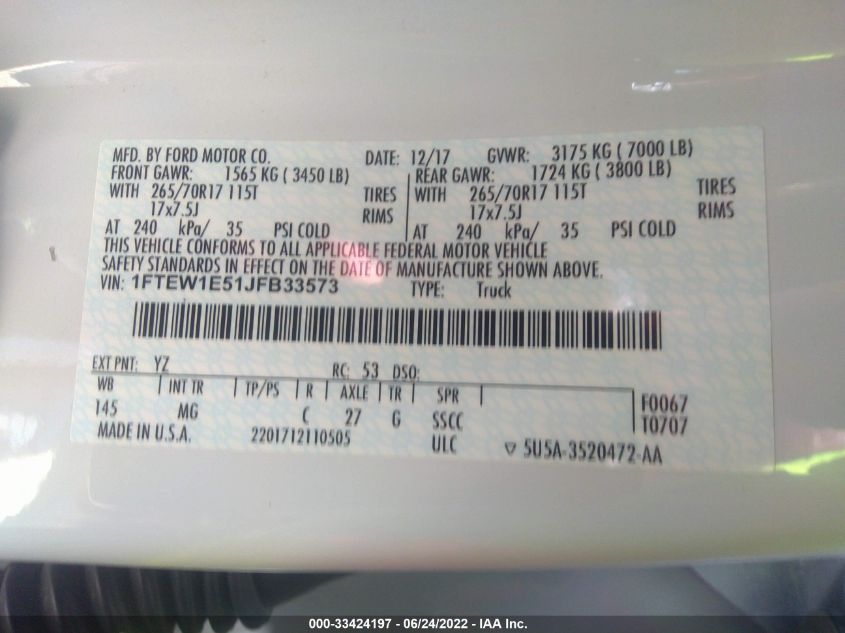 MFD. BY FORD MOTOR CO. DATE: 12/17 GVWR: 3175 KG ( 7000 LB)
FRONT GAWR: 1565 KG ( 3450 LB) REAR GAWR: 1724 KG ( 3800 LB)
WITH 265/70R17 115T TIRES WITH 265/70R17 115T TIRES
17x7.5J RIMS 17x7.5J RIMS
AT 240 kPa/ 35 PSI COLD AT 240 kPa/ 35 PSI COLD
THIS VEHICLE CONFORMS TO ALL APPLICABLE FEDERAL MOTOR VEHICLE
SAFETY STANDARDS IN EFFECT ON THE DATE OF MANUFACTURE SHOWN ABOVE.
VIN: 1FTEW1E51JFB33573 TYPE: Truck
EXT PNT: YZ RC: 53 DSO:
WB INT TR TP/PS R AXLE TR SPR F0067
145 MG C 27 G SSCC T0707
MADE IN U.S.A. 2201712110505 ULC ▽ 5U5A-3520472-AA
000-33424197 - 06/24/2022 - IAA Inc.